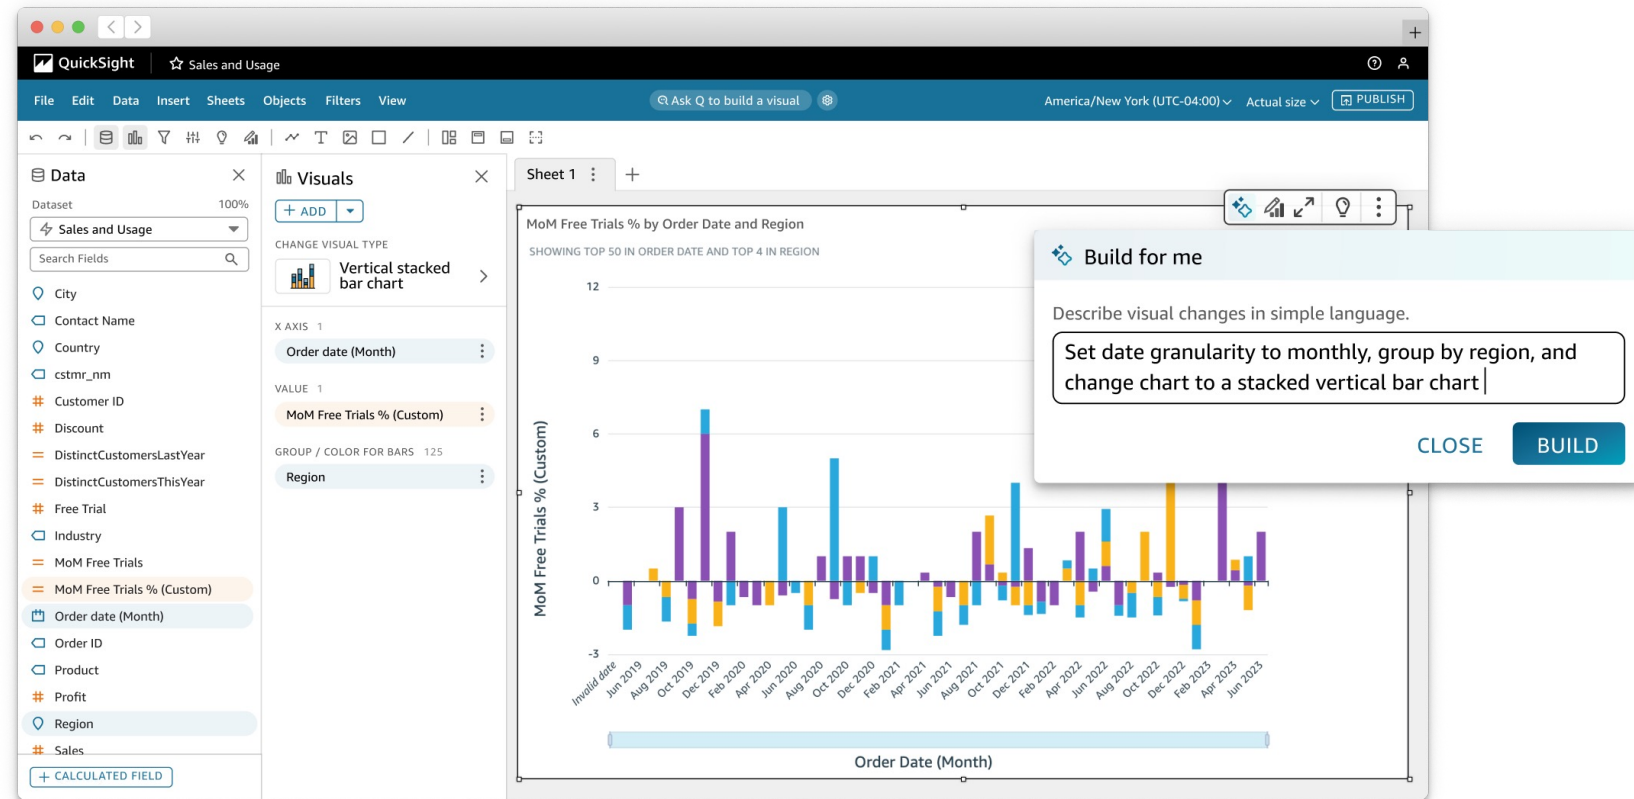 QuickSight
Sales and Usage
File Edit Data Insert Sheets Objects Filters View
Ask Q to build a visual
America/New York (UTC-04:00)
Actual size
PUBLISH
Data
Dataset 100%
Sales and Usage
Search Fields
City
Contact Name
Country
cstmr_nm
Customer ID
Discount
DistinctCustomersLastYear
DistinctCustomersThisYear
Free Trial
Industry
MoM Free Trials
MoM Free Trials % (Custom)
Order date (Month)
Order ID
Product
Profit
Region
Sales
+ CALCULATED FIELD
Visuals
+ ADD
CHANGE VISUAL TYPE
Vertical stacked
bar chart
X AXIS 1
Order date (Month)
VALUE 1
MoM Free Trials % (Custom)
GROUP / COLOR FOR BARS 125
Region
Sheet 1
MoM Free Trials % by Order Date and Region
SHOWING TOP 50 IN ORDER DATE AND TOP 4 IN REGION
MoM Free Trials % (Custom)
12
9
6
3
0
-3
Invalid date
Jun 2019
Aug 2019
Oct 2019
Dec 2019
Feb 2020
Apr 2020
Jun 2020
Aug 2020
Oct 2020
Dec 2020
Feb 2021
Apr 2021
Jun 2021
Aug 2021
Oct 2021
Dec 2021
Feb 2022
Apr 2022
Jun 2022
Aug 2022
Oct 2022
Dec 2022
Feb 2023
Apr 2023
Jun 2023
Order Date (Month)
Build for me
Describe visual changes in simple language.
Set date granularity to monthly, group by region, and
change chart to a stacked vertical bar chart
CLOSE
BUILD